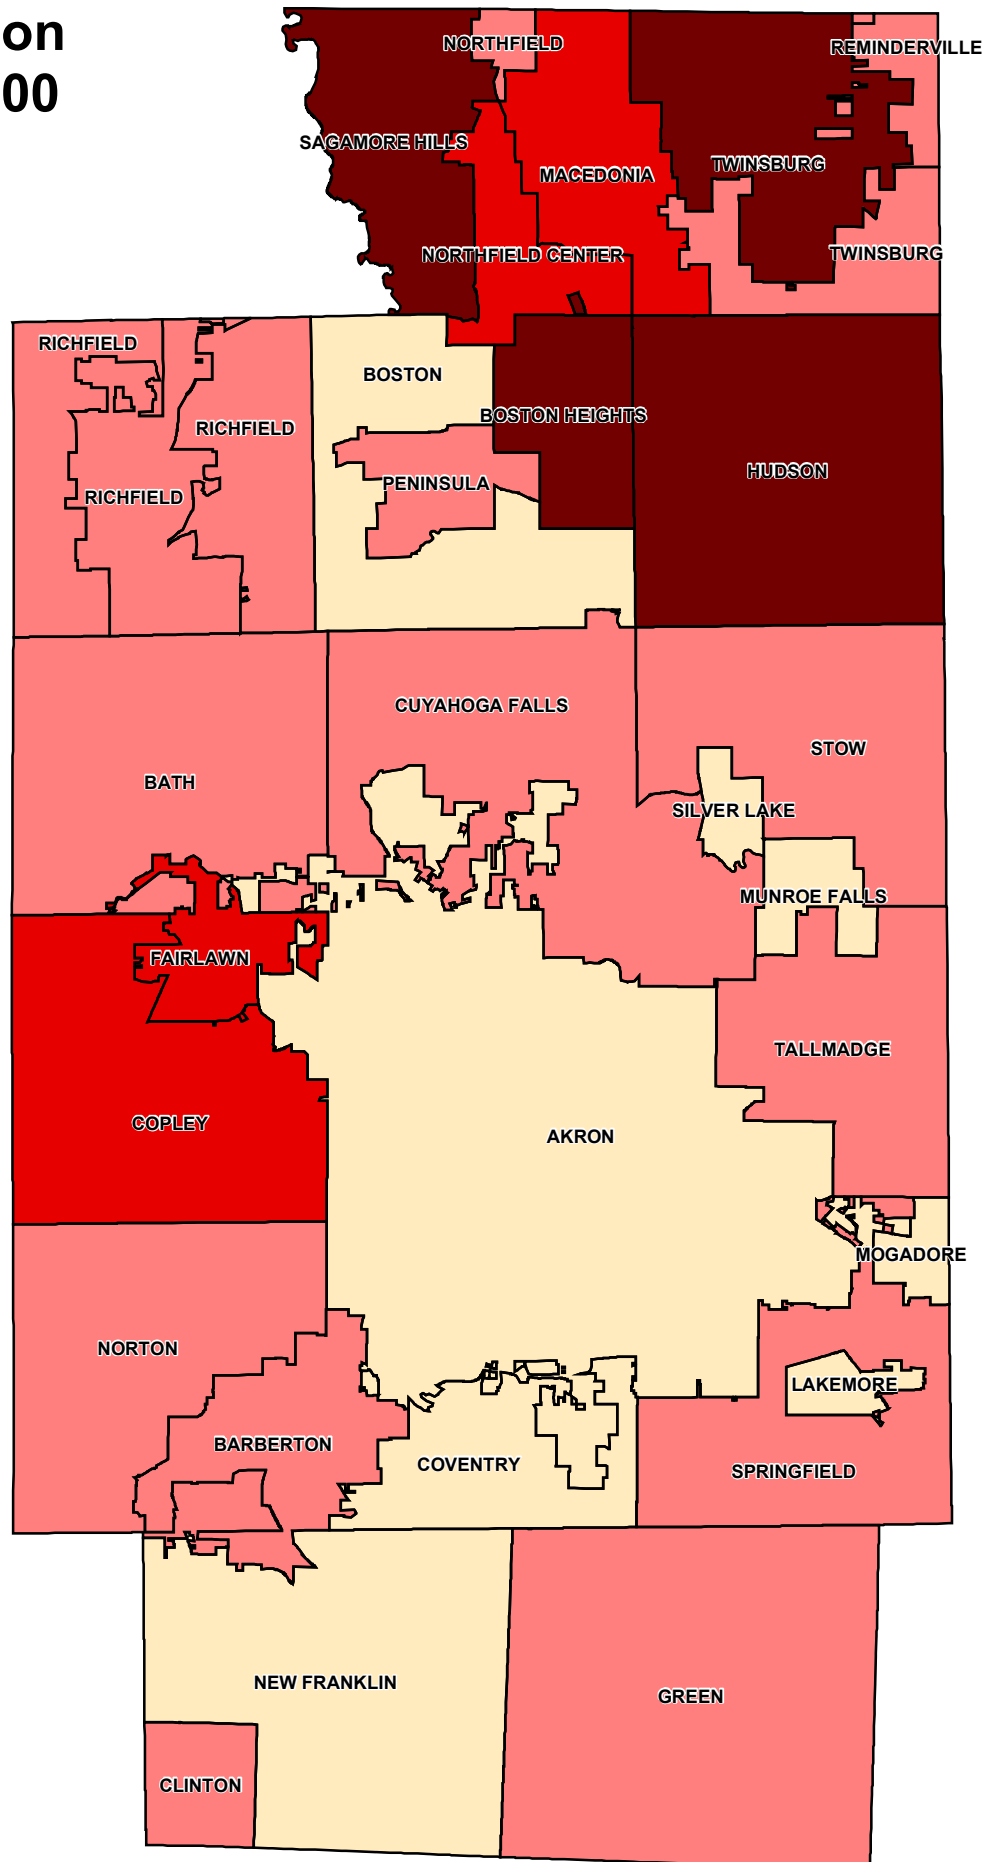 on
00
NORTHFIELD
REMINDERVILLE
SAGAMORE HILLS
TWINSBURG
MACEDONIA
NORTHFIELD CENTER
TWINSBURG
RICHFIELD
BOSTON
BOSTON HEIGHTS
RICHFIELD
HUDSON
PENINSULA
RICHFIELD
CUYAHOGA FALLS
STOW
BATH
SILVER LAKE
MUNROE FALLS
FAIRLAWN
TALLMADGE
COPLEY
AKRON
MOGADORE
NORTON
LAKEMORE
BARBERTON
COVENTRY
SPRINGFIELD
NEW FRANKLIN
GREEN
CLINTON